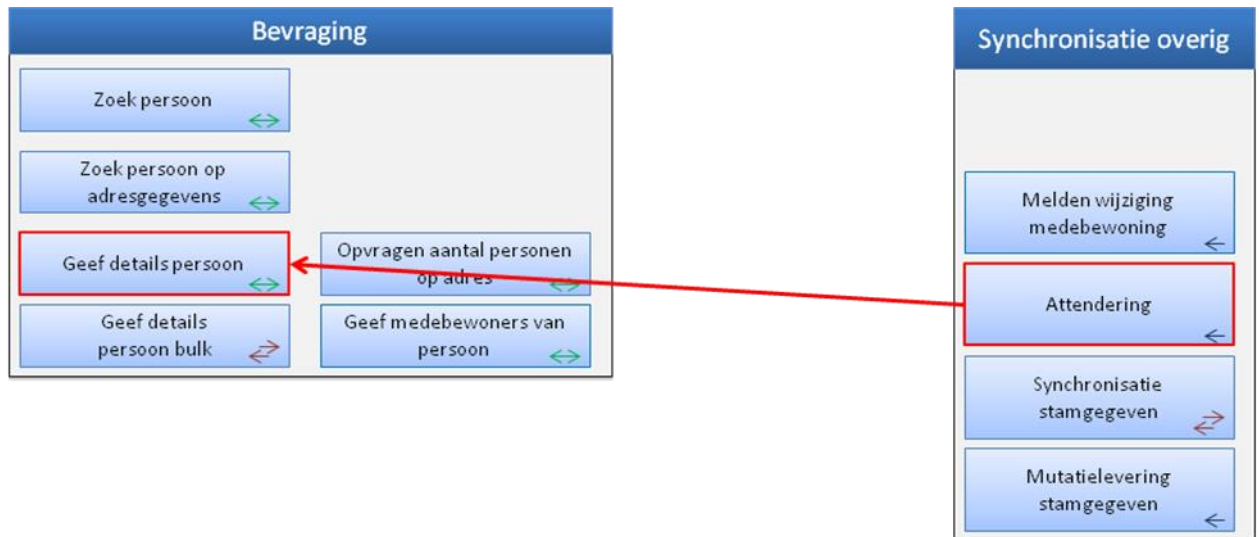 Bevraging
Zoek persoon
Zoek persoon op
adresgegevens
Geef details persoon
Opvragen aantal personen
op adres
Geef details
persoon bulk
Geef medebewoners van
persoon
Synchronisatie overig
Melden wijziging
medebewoning
Attendering
Synchronisatie
stamgegeven
Mutatielevering
stamgegeven